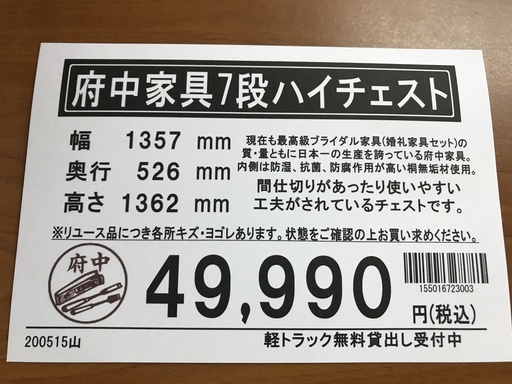 府中家具7段ハイチェスト
幅 1357 mm
奥行 526 mm
高さ 1362 mm
現在も最高級ブライダル家具(婚礼家具セット)の
質・量ともに日本一の生産を誇っている府中家具。
内側は防湿、抗菌、防腐作用が高い桐無垢材使用。
間仕切りがあったり使いやすい
工夫がされているチェストです。
※リユース品につき各所キズ・ヨゴレあります。状態をご確認の上お買い求めください。
府中
49,990
円(税込)
155016723003
200515山
軽トラック無料貸出し受付中